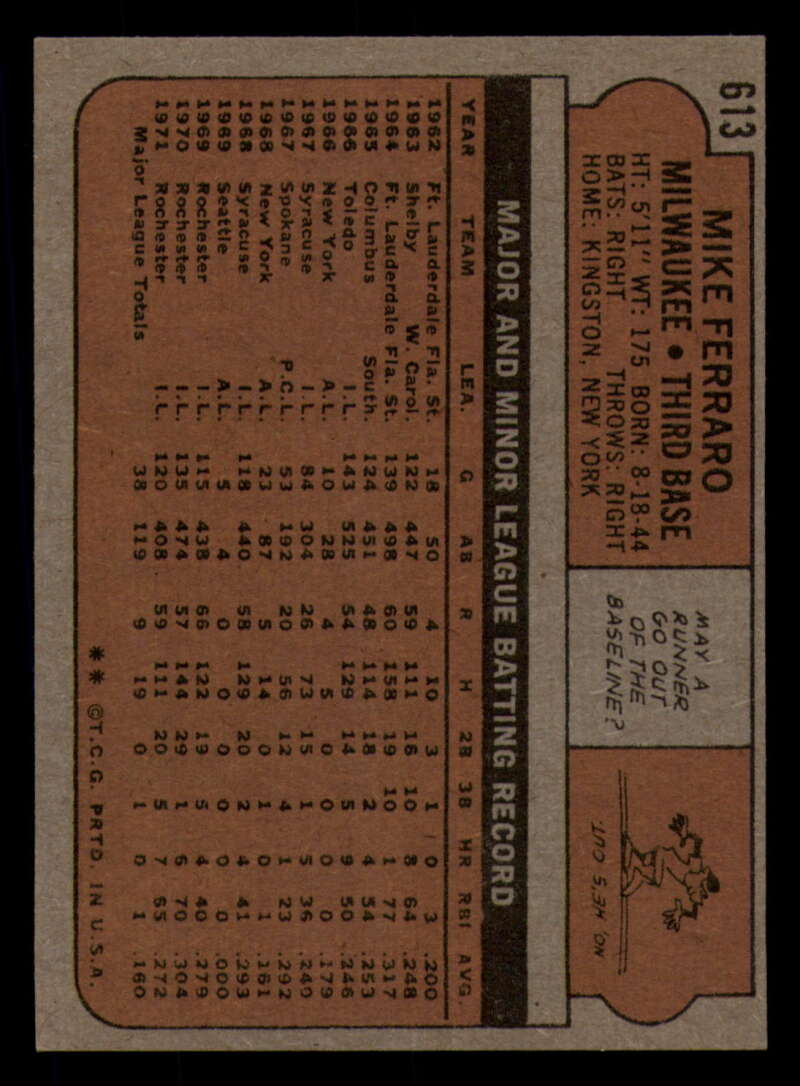 613
MIKE FERRARO
MILWAUKEE • THIRD BASE
HT: 5'11" WT: 175 BORN: 8-18-44
BATS: RIGHT THROWS: RIGHT
HOME: KINGSTON, NEW YORK
MAY A
RUNNER
GO OUT
OF THE
BASELINE?
NO, HE'S OUT.
MAJOR AND MINOR LEAGUE BATTING RECORD
YEAR TEAM LEA. G AB R H 2B 3B HR RBI AVG.
1962 Ft. Lauderdale Fla. St. 18 50 4 10 3 1 0 3 .200
1963 Shelby W. Carol. 122 447 59 111 16 10 8 64 .248
1964 Ft. Lauderdale Fla. St. 139 498 60 158 19 10 1 77 .317
1965 Columbus South. 124 451 48 114 18 2 4 54 .253
1966 Toledo I.L. 143 525 54 129 14 5 9 50 .246
1966 New York A.L. 10 28 4 5 0 0 0 0 .179
1967 Syracuse I.L. 84 304 26 73 15 1 5 36 .240
1967 Spokane P.C.L. 53 192 20 56 12 4 1 23 .292
1968 New York A.L. 23 87 5 14 0 1 0 1 .161
1968 Syracuse I.L. 118 440 58 129 20 2 4 41 .293
1969 Seattle A.L. 5 4 0 0 0 0 0 0 .000
1969 Rochester I.L. 115 438 66 122 19 5 4 40 .279
1970 Rochester I.L. 135 474 57 144 29 1 6 70 .304
1971 Rochester I.L. 120 408 59 111 20 5 7 65 .272
Major League Totals 38 119 9 19 0 1 0 1 .160
** ©T.C.G. PRTD. IN U.S.A.